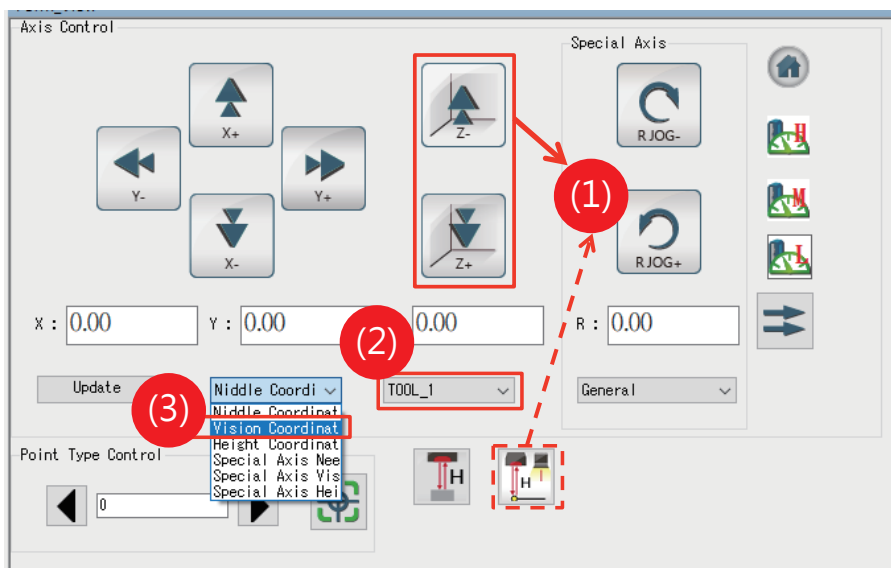 Axis Control
Special Axis
X+
Z-
RJOG-
H
Y-
Y+
(1)
M
X-
Z+
RJOG+
L
X : 0.00
Y : 0.00
0.00
R : 0.00
(2)
Update
Niddle Coordi
TOOL_1
General
(3)
Niddle Coordinat
Vision Coordinat
Height Coordinat
Special Axis Nee
Special Axis Vis
Special Axis Hei
Point Type Control
0
H
H